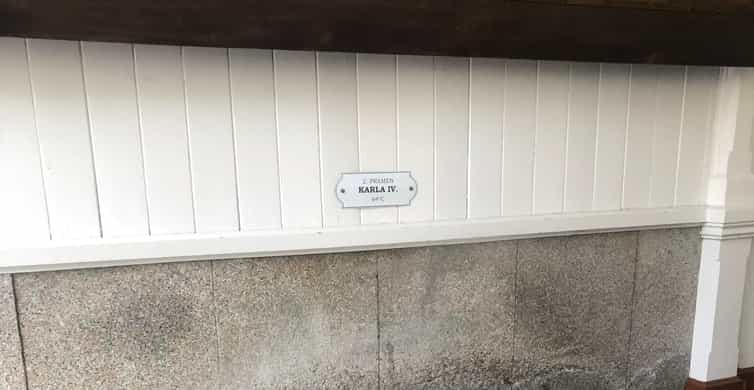 2. PRAMEN
KARLA IV.
64°C